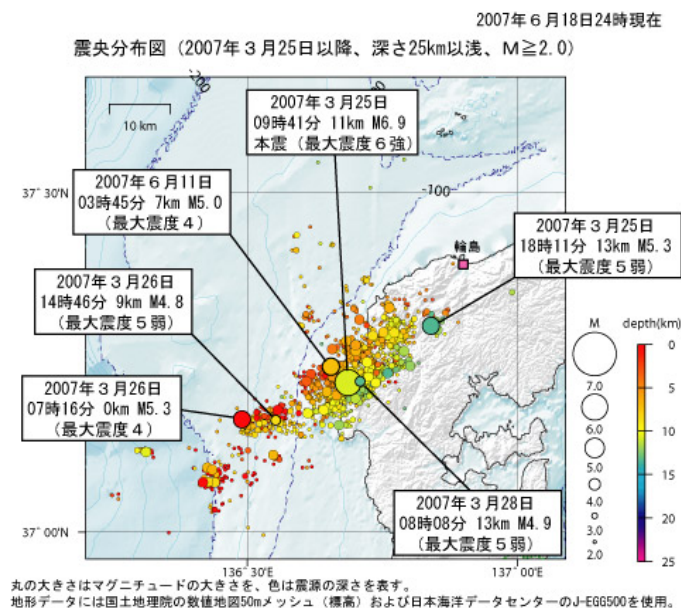 2007年6月18日24時現在
震央分布図(2007年3月25日以降、深さ25km以浅、M≧2.0)
-200
10 km
2007年3月25日
09時41分 11km M6.9
本震(最大震度6強)
-100
37°30'
2007年6月11日
03時45分 7km M5.0
(最大震度4)
輪島
2007年3月25日
18時11分 13km M5.3
(最大震度5弱)
2007年3月26日
14時46分 9km M4.8
(最大震度5弱)
2007年3月26日
07時16分 0km M5.3
(最大震度4)
2007年3月28日
08時08分 13km M4.9
(最大震度5弱)
37°00'
136°30'
137°00'
M
7.0
6.0
5.0
4.0
3.0
2.0
depth(km)
0
5
10
15
20
25
丸の大きさはマグニチュードの大きさを、色は震源の深さを表す。
地形データには国土地理院の数値地図50mメッシュ(標高)および日本海洋データセンターのJ-EGG500を使用。